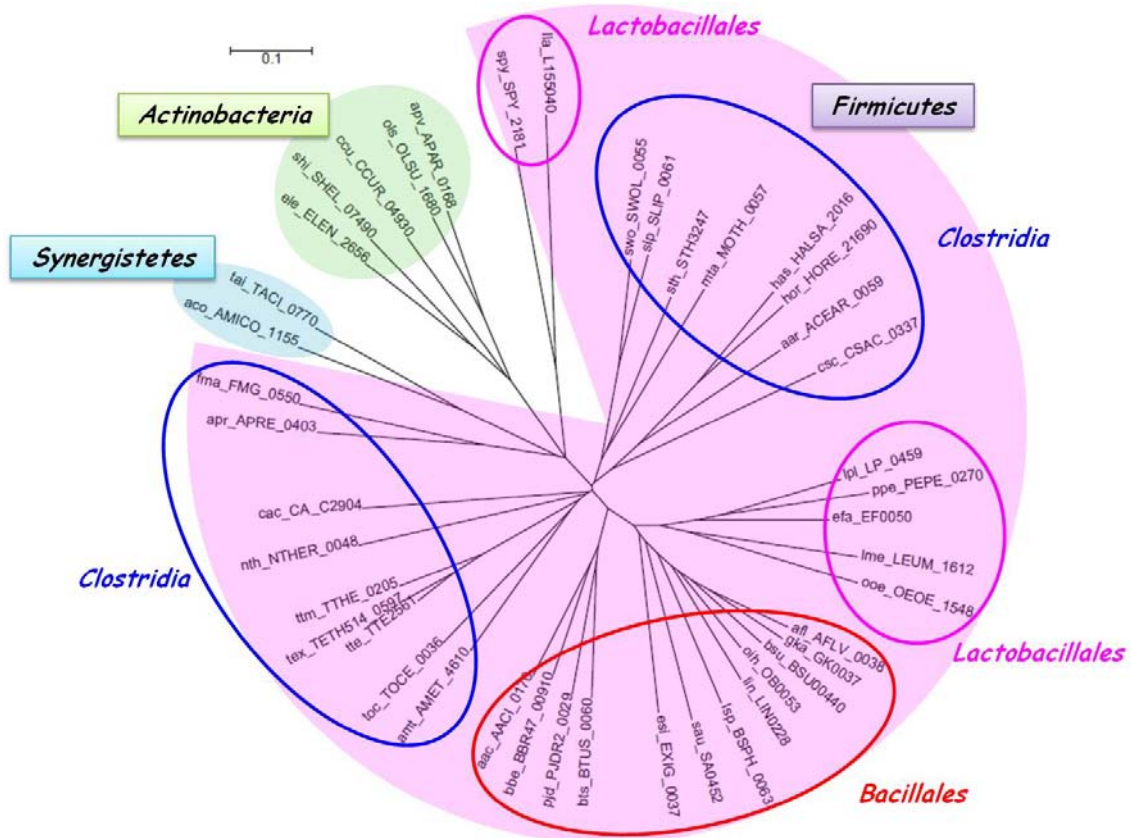 Lactobacillales
0.1
lla_L155040
spy_SPY_2181
Actinobacteria
Firmicutes
apv_APAR_0168
ols_OLSU_1680
ccu_CCUR_04930
shi_SHEL_07490
ele_ELEN_2656
swo_SWOL_0055
slp_SLIP_0061
sth_STH3247
mta_MOTH_0057
has_HALSA_2016
hor_HORE_21690
aar_ACEAR_0059
csc_CSAC_0337
Clostridia
Synergistetes
tai_TACI_0770
aco_AMICO_1155
fma_FMG_0550
apr_APRE_0403
cac_CA_C2904
nth_NTHER_0048
ttm_TTHE_0205
tex_TETH514_0597
tte_TTE2561
toc_TOCE_0036
amt_AMET_4610
Clostridia
lpl_LP_0459
ppe_PEPE_0270
efa_EF0050
lme_LEUM_1612
ooe_OEOE_1548
Lactobacillales
afl_AFLV_0038
gka_GK0037
bsu_BSU00440
oih_OB0053
lin_LIN0228
lsp_BSPH_0063
sau_SA0452
esi_EXIG_0037
bts_BTUS_0060
pjd_PJDR2_0029
bbe_BBR47_00910
aac_AACI_0170
Bacillales